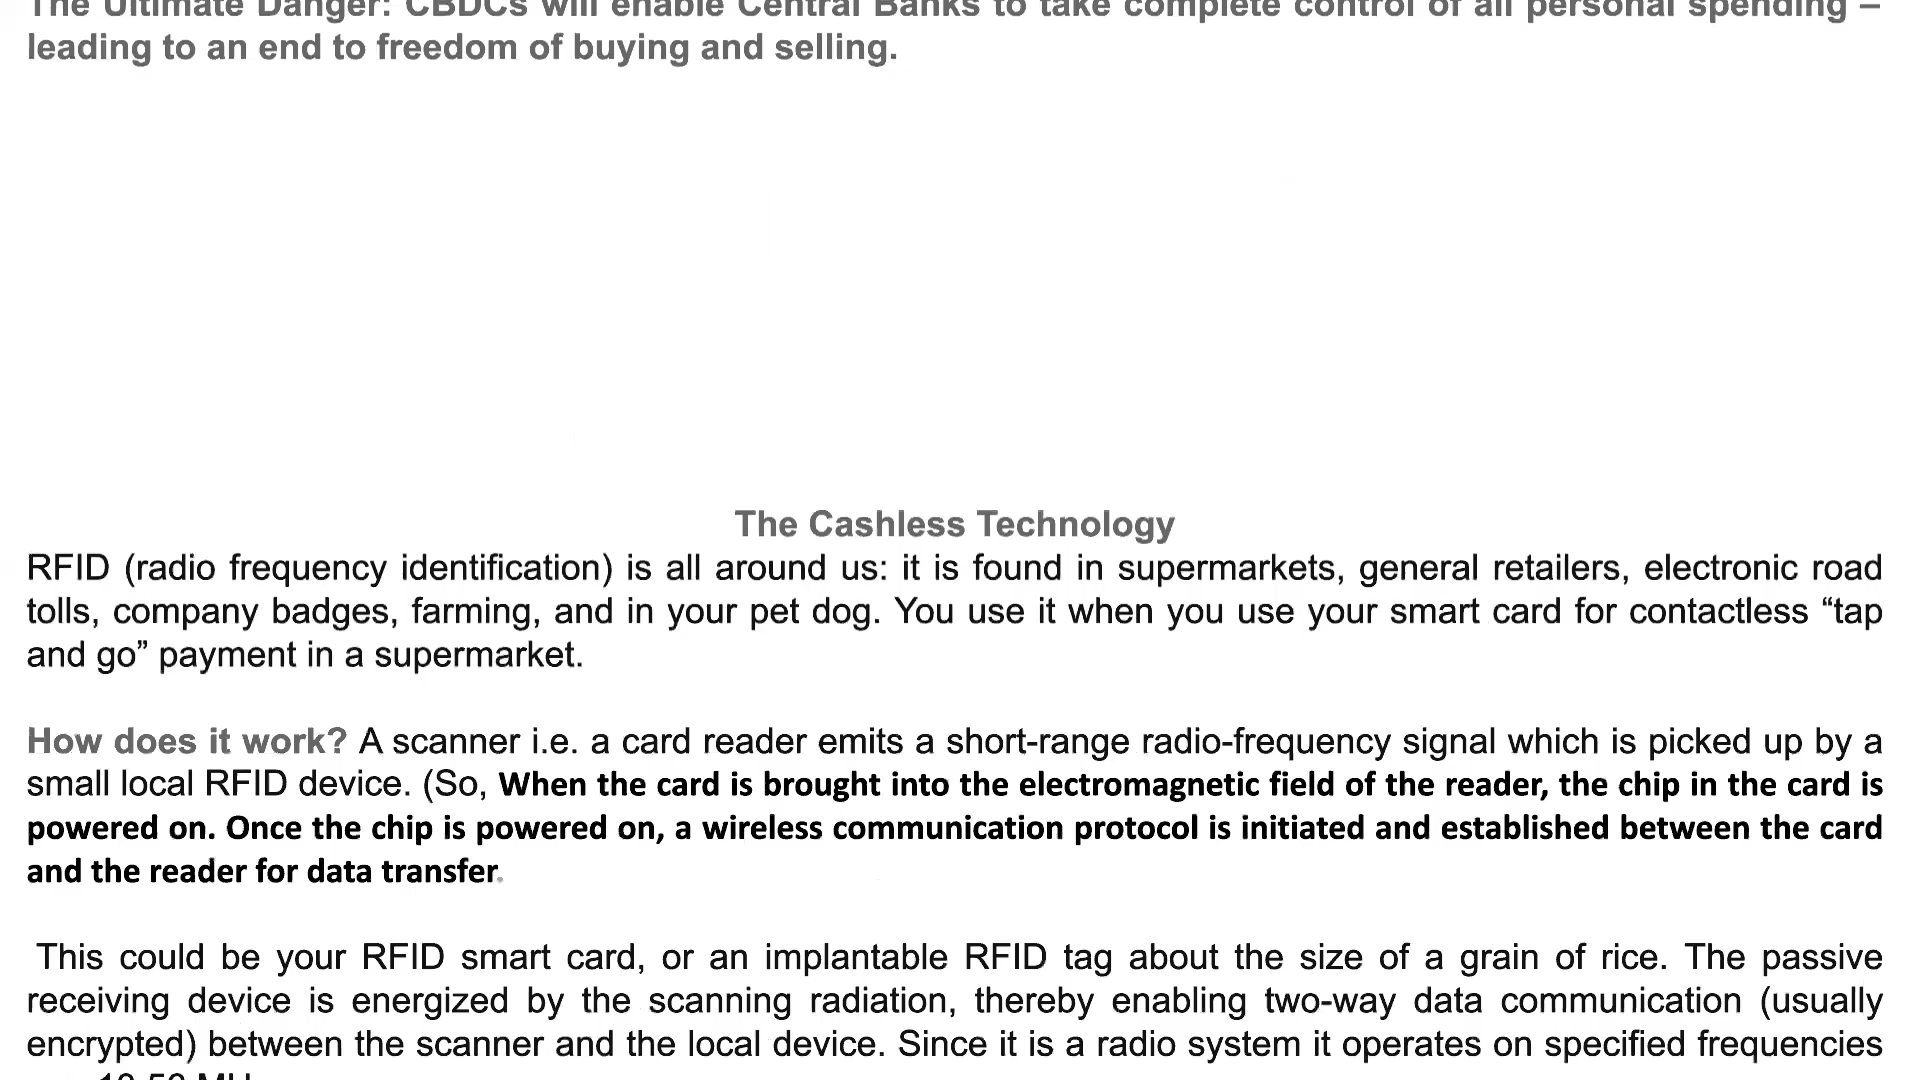 The Ultimate Danger: CBDCs will enable Central Banks to take complete control of all personal spending –
leading to an end to freedom of buying and selling.
The Cashless Technology
RFID (radio frequency identification) is all around us: it is found in supermarkets, general retailers, electronic road
tolls, company badges, farming, and in your pet dog. You use it when you use your smart card for contactless “tap
and go” payment in a supermarket.
How does it work? A scanner i.e. a card reader emits a short-range radio-frequency signal which is picked up by a
small local RFID device. (So, When the card is brought into the electromagnetic field of the reader, the chip in the card is
powered on. Once the chip is powered on, a wireless communication protocol is initiated and established between the card
and the reader for data transfer.
This could be your RFID smart card, or an implantable RFID tag about the size of a grain of rice. The passive
receiving device is energized by the scanning radiation, thereby enabling two-way data communication (usually
encrypted) between the scanner and the local device. Since it is a radio system it operates on specified frequencies